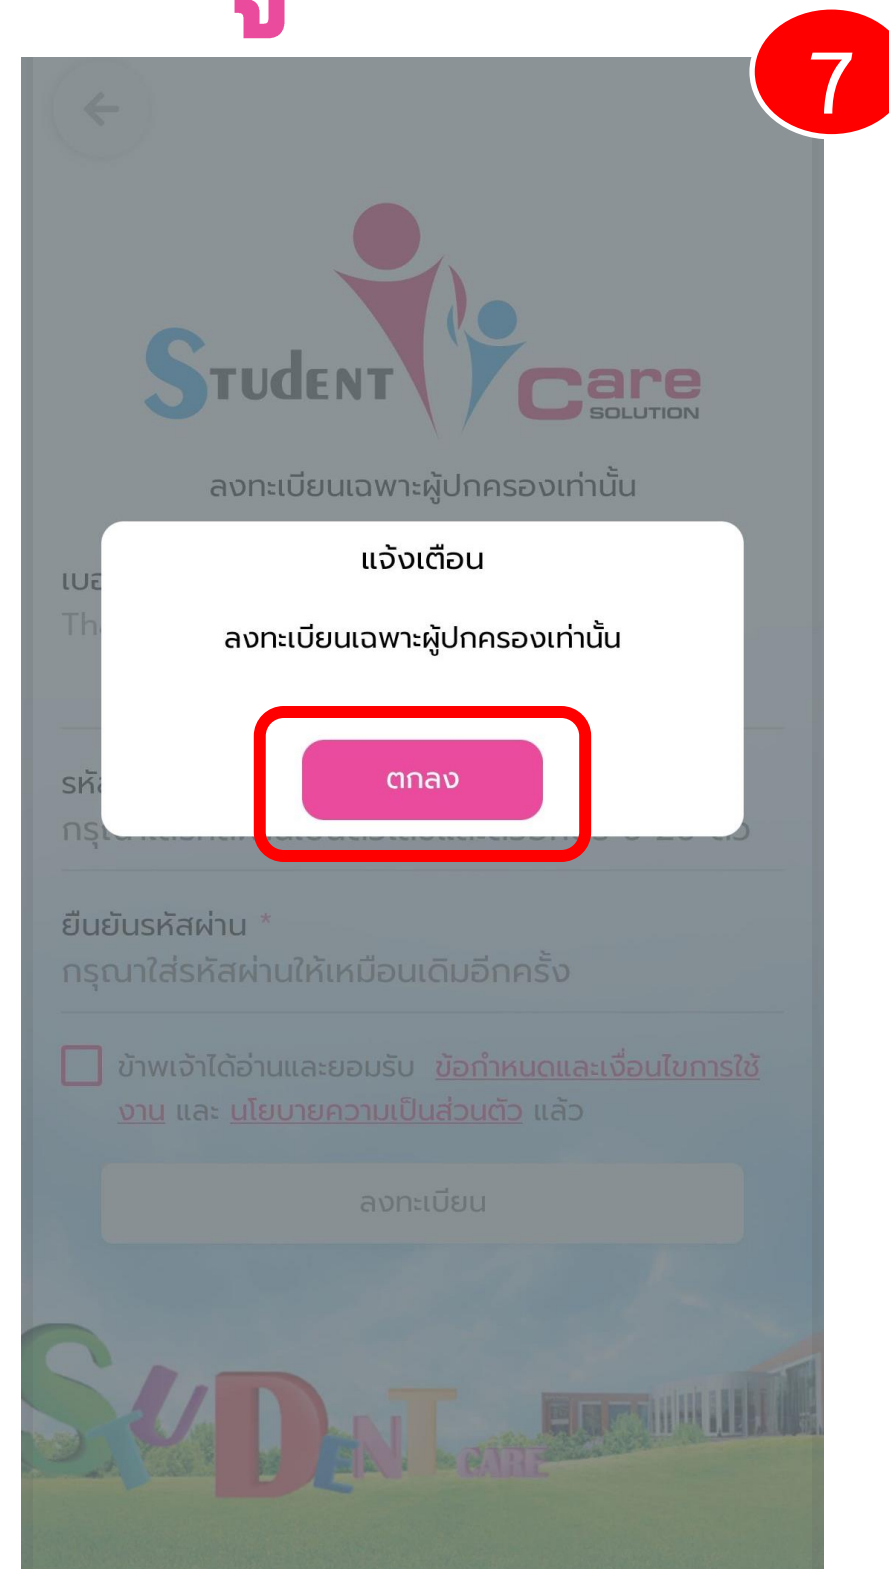 7
STUDENT Care
SOLUTION
ลงทะเบียนเฉพาะผู้ปกครองเท่านั้น
แจ้งเตือน
ลงทะเบียนเฉพาะผู้ปกครองเท่านั้น
ตกลง
ยืนยันรหัสผ่าน *
กรุณาใส่รหัสผ่านให้เหมือนเดิมอีกครั้ง
ข้าพเจ้าได้อ่านและยอมรับ ข้อกำหนดและเงื่อนไขการใช้
งาน และ นโยบายความเป็นส่วนตัว แล้ว
ลงทะเบียน
STUDENT CARE